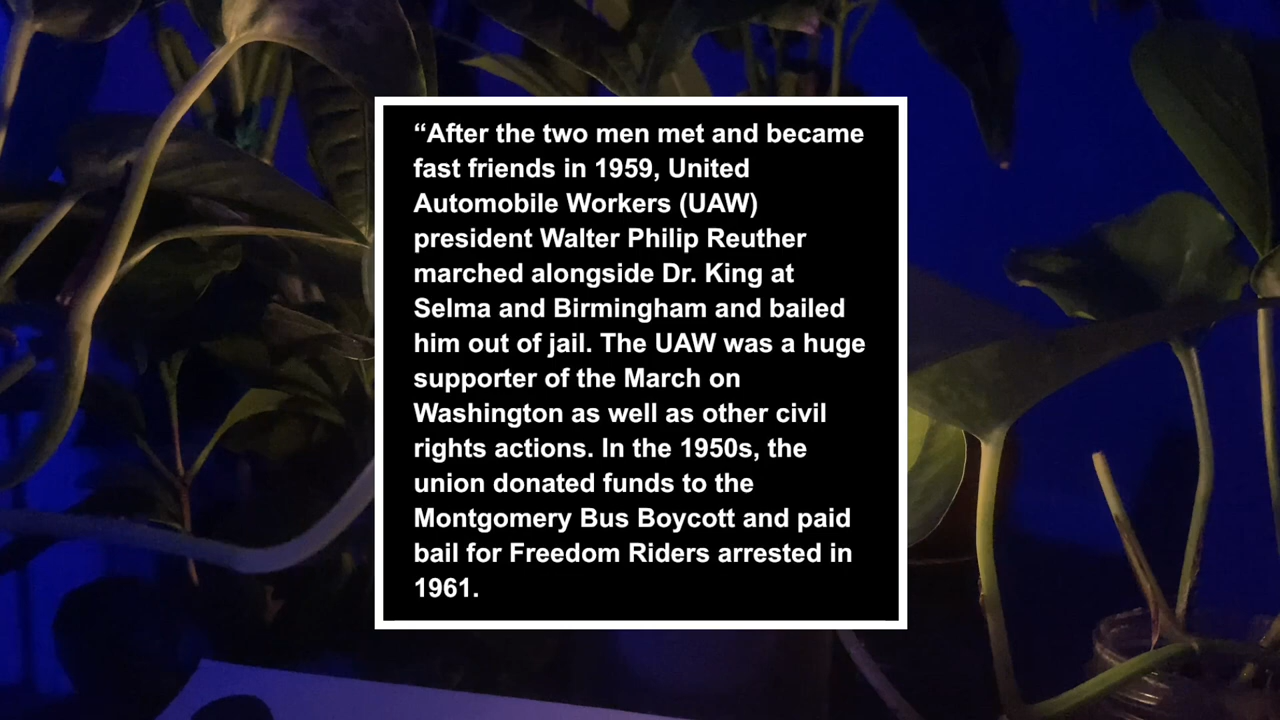 “After the two men met and became
fast friends in 1959, United
Automobile Workers (UAW)
president Walter Philip Reuther
marched alongside Dr. King at
Selma and Birmingham and bailed
him out of jail. The UAW was a huge
supporter of the March on
Washington as well as other civil
rights actions. In the 1950s, the
union donated funds to the
Montgomery Bus Boycott and paid
bail for Freedom Riders arrested in
1961.